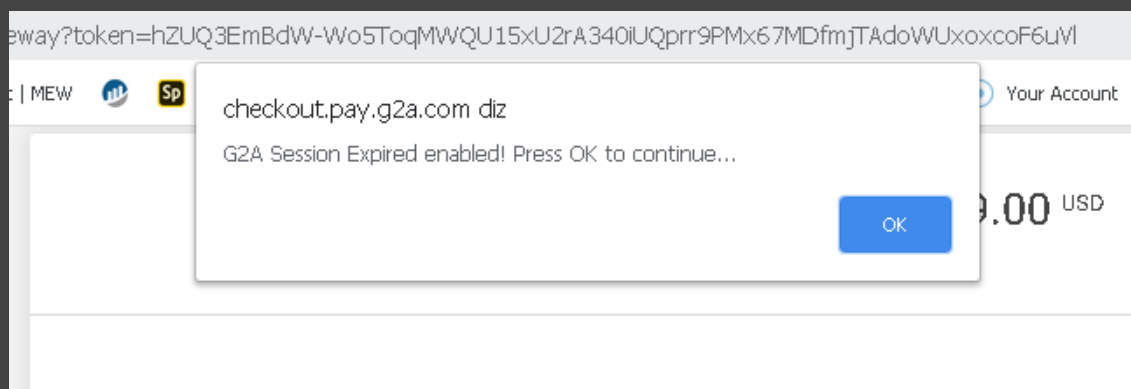 eway?token=hZUQ3EmBdW-Wo5ToqMWQU15xU2rA340iUQprr9PMx67MDfmjTAdoWUxoxcoF6uVl
| MEW
Sp
Your Account
checkout.pay.g2a.com diz
G2A Session Expired enabled! Press OK to continue...
OK
9.00 USD